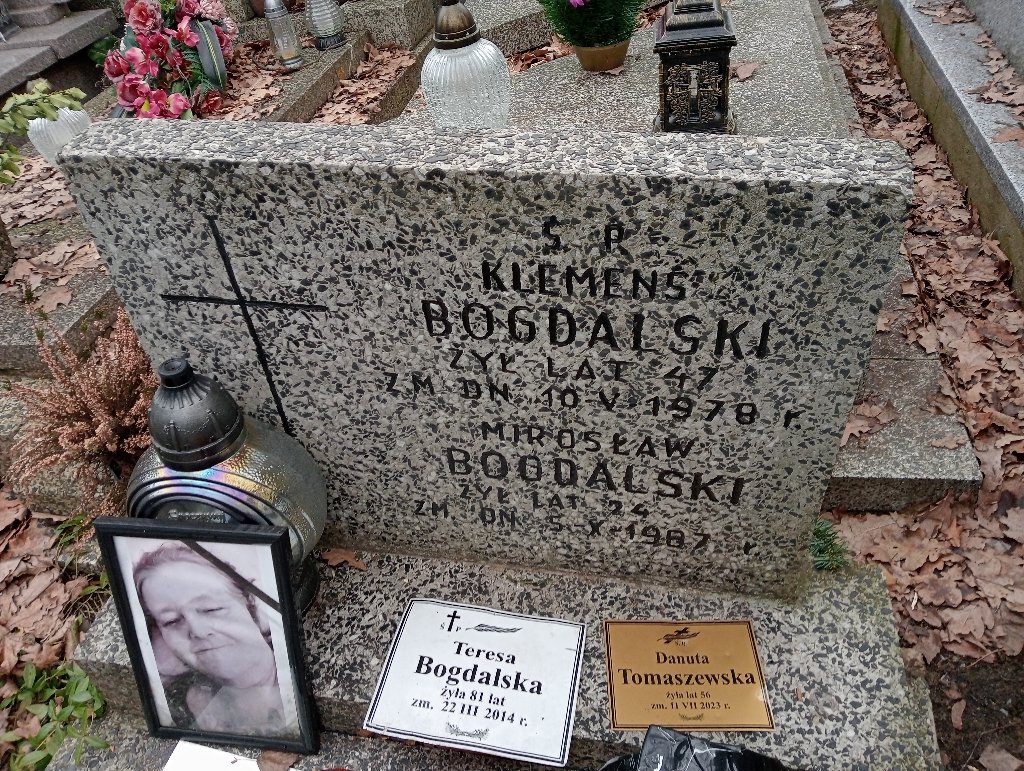 Ś P
KLEMENS
BOGDALSKI
ŻYŁ LAT 47
ZM DN 10·V·1978 r.
MIROSŁAW
BOGDALSKI
ŻYŁ LAT 24
ZM DN 5·X·1987 r
Ś P
Teresa
Bogdalska
żyła 81 lat
zm. 22 III 2014 r.
Ś.P.
Danuta
Tomaszewska
żyła lat 56
zm. 11 VII 2023 r.